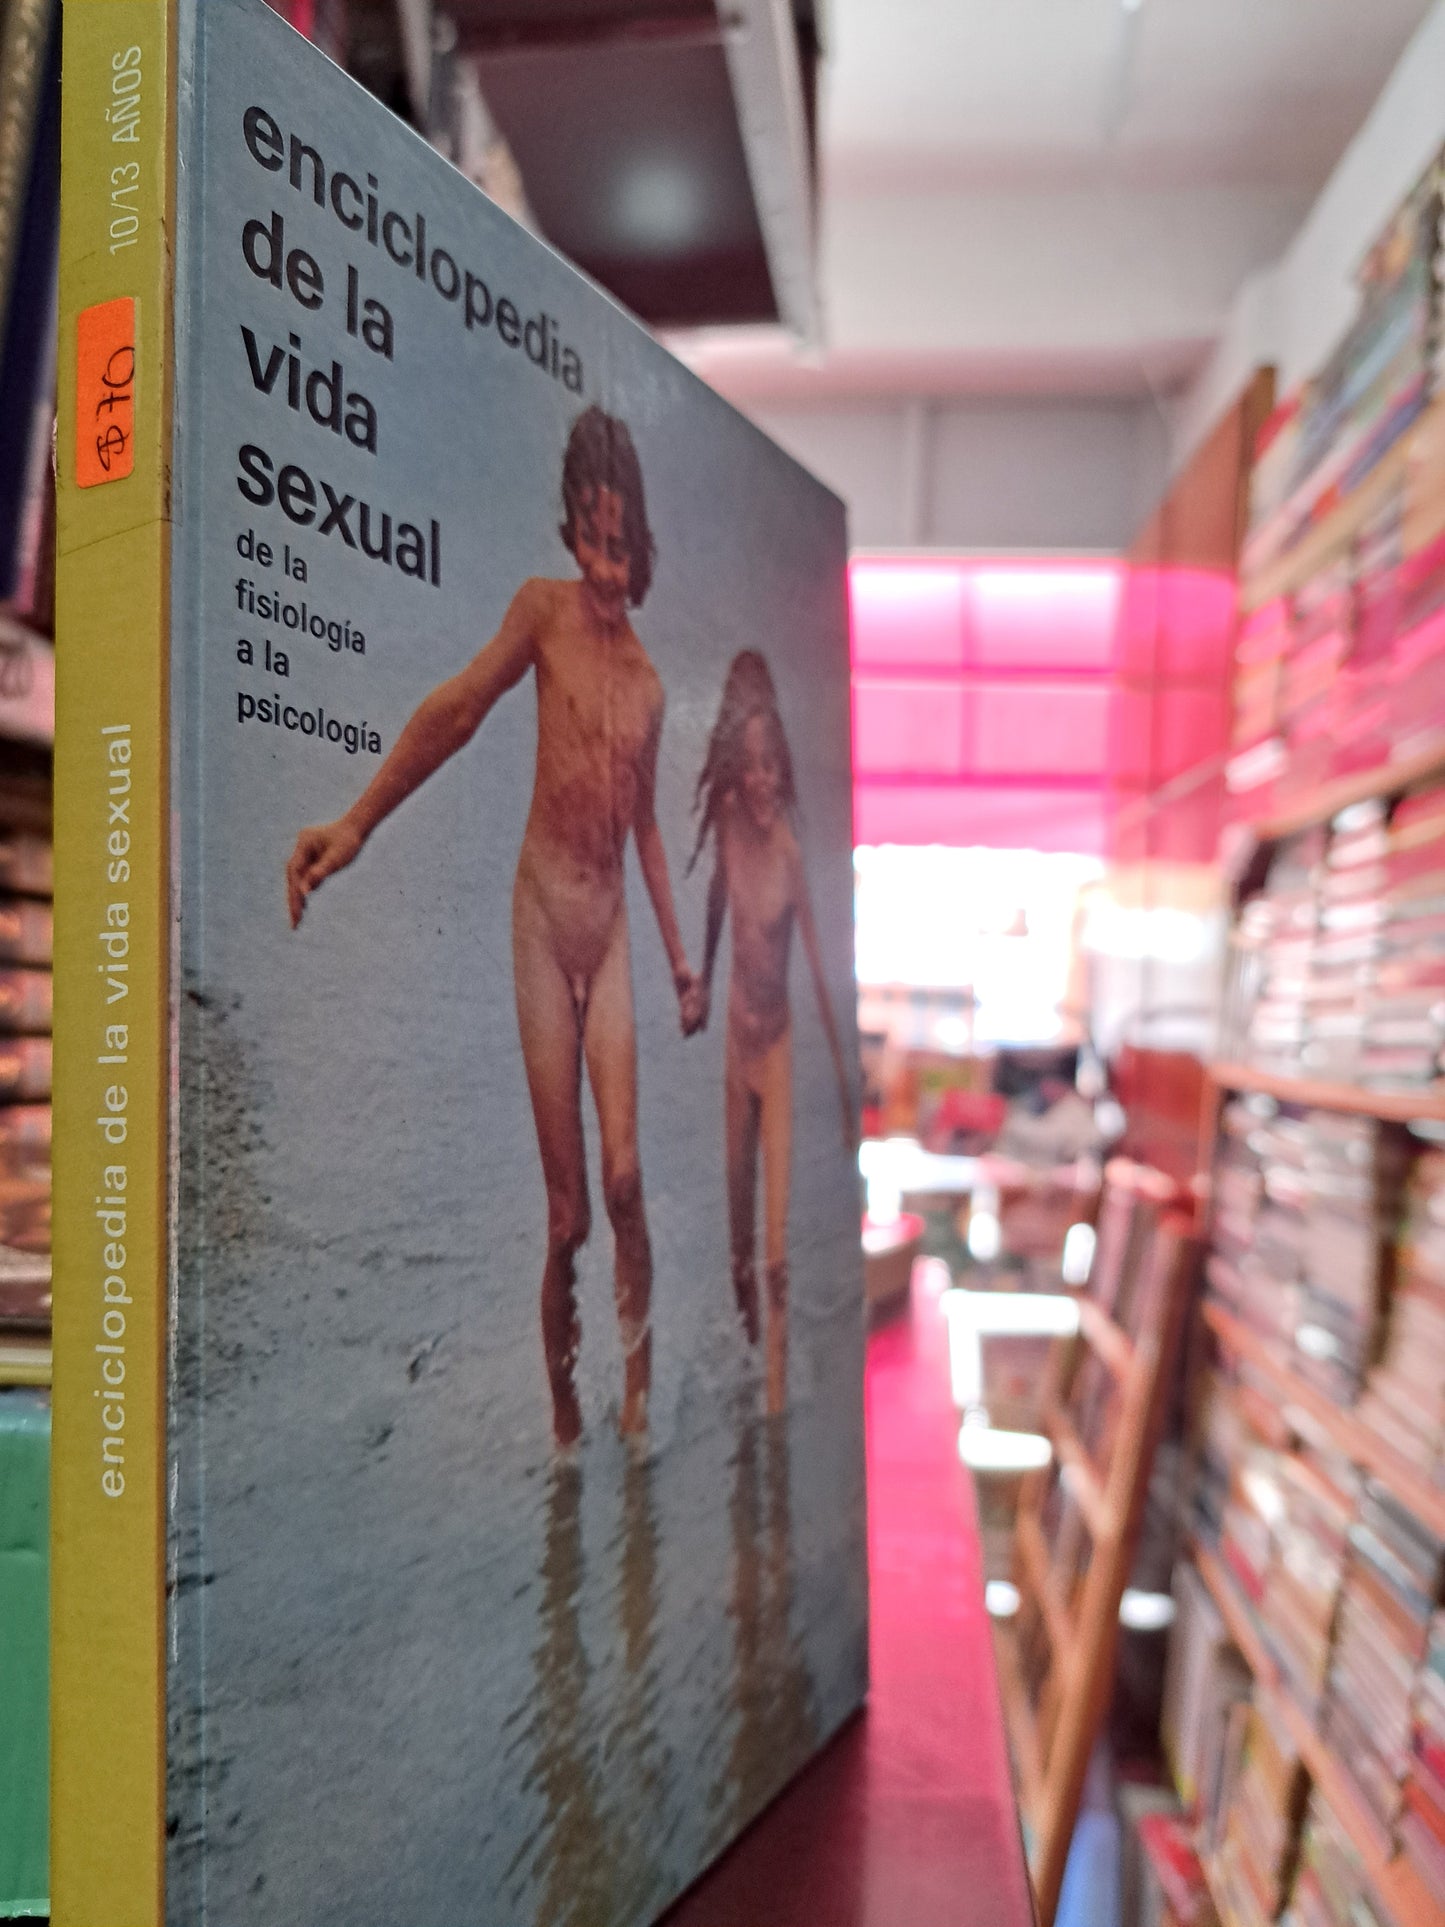 enciclopedia
de la
vida
sexual
de la
fisiología
a la
psicología
10/13 AÑOS
$70
enciclopedia de la vida sexual